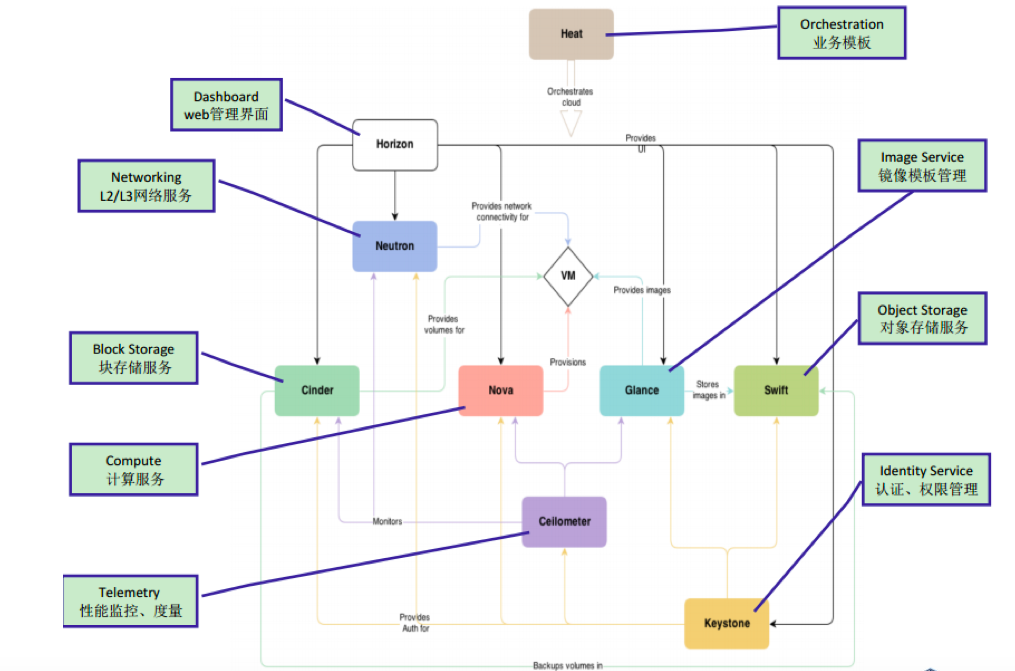 Heat
Orchestration
业务模板
Orchestrates
cloud
Dashboard
web管理界面
Horizon
Provides
UI
Image Service
镜像模板管理
Networking
L2/L3网络服务
Provides network
connectivity for
Neutron
VM
Provides images
Object Storage
对象存储服务
Provides
volumes for
Block Storage
块存储服务
Provisions
Cinder
Nova
Glance
Stores
images in
Swift
Compute
计算服务
Identity Service
认证、权限管理
Monitors
Ceilometer
Telemetry
性能监控、度量
Provides
Auth for
Keystone
Backups volumes in